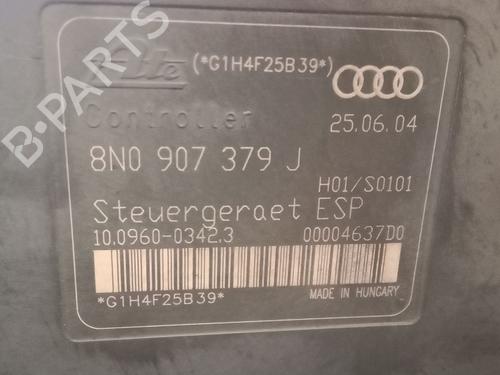 Ate (*G1H4F25B39*)
Controller 25.06.04
8N0 907 379 J
H01/S0101
Steuergeraet ESP
10.0960-0342.3 00004637D0
*G1H4F25B39* MADE IN HUNGARY
B-PARTS